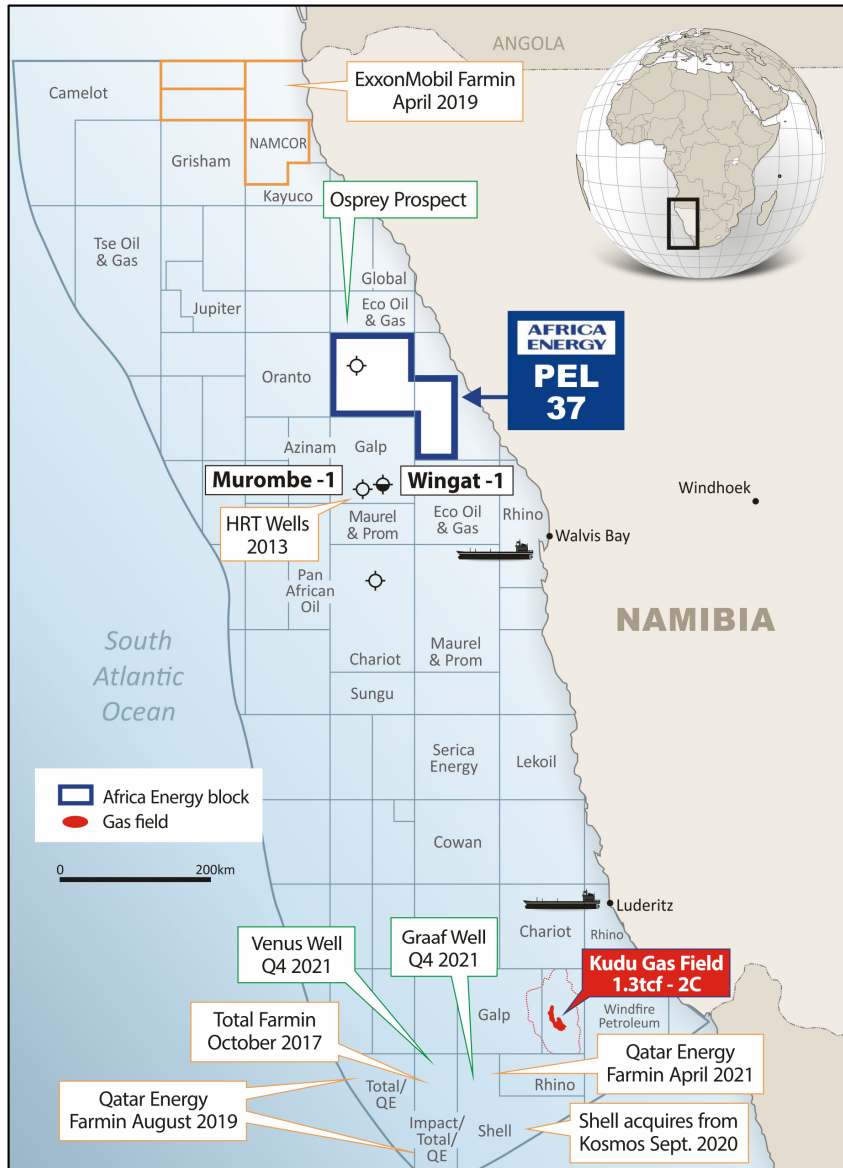 ANGOLA
Camelot
ExxonMobil Farmin
April 2019
NAMCOR
Grisham
Kayuco
Osprey Prospect
Tse Oil
& Gas
Global
Jupiter
Eco Oil
& Gas
AFRICA
ENERGY
PEL
37
Oranto
Azinam
Galp
Murombe -1
Wingat -1
Windhoek
HRT Wells
2013
Maurel
& Prom
Eco Oil
& Gas
Rhino
Walvis Bay
Pan
African
Oil
NAMIBIA
South
Atlantic
Ocean
Chariot
Maurel
& Prom
Sungu
Serica
Energy
Lekoil
Africa Energy block
Gas field
Cowan
0
200km
Luderitz
Chariot
Rhino
Venus Well
Q4 2021
Graaf Well
Q4 2021
Kudu Gas Field
1.3tcf - 2C
Galp
Windfire
Petroleum
Total Farmin
October 2017
Qatar Energy
Farmin April 2021
Total/
QE
Rhino
Qatar Energy
Farmin August 2019
Impact/
Total/
QE
Shell
Shell acquires from
Kosmos Sept. 2020